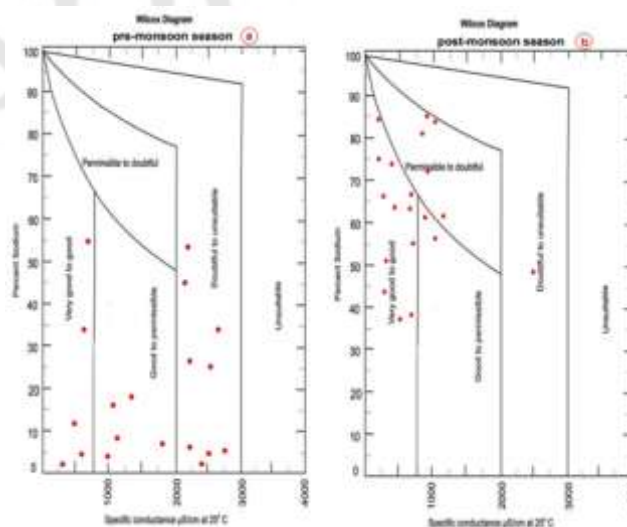 Wilcox Diagram
pre-monsoon season a
100
90
80
70
60
50
40
30
20
10
5
Percent Sodium
Permissible to doubtful
Very good to good
Good to permissible
Doubtful to unsuitable
Unsuitable
1000
2000
3000
4000
Specific conductance µS/cm at 25° C
Wilcox Diagram
post-monsoon season b
100
90
80
70
60
50
40
30
20
10
0
Percent Sodium
Permissible to doubtful
Very good to good
Good to permissible
Doubtful to unsuitable
Unsuitable
1000
2000
3000
Specific conductance µS/cm at 25° C